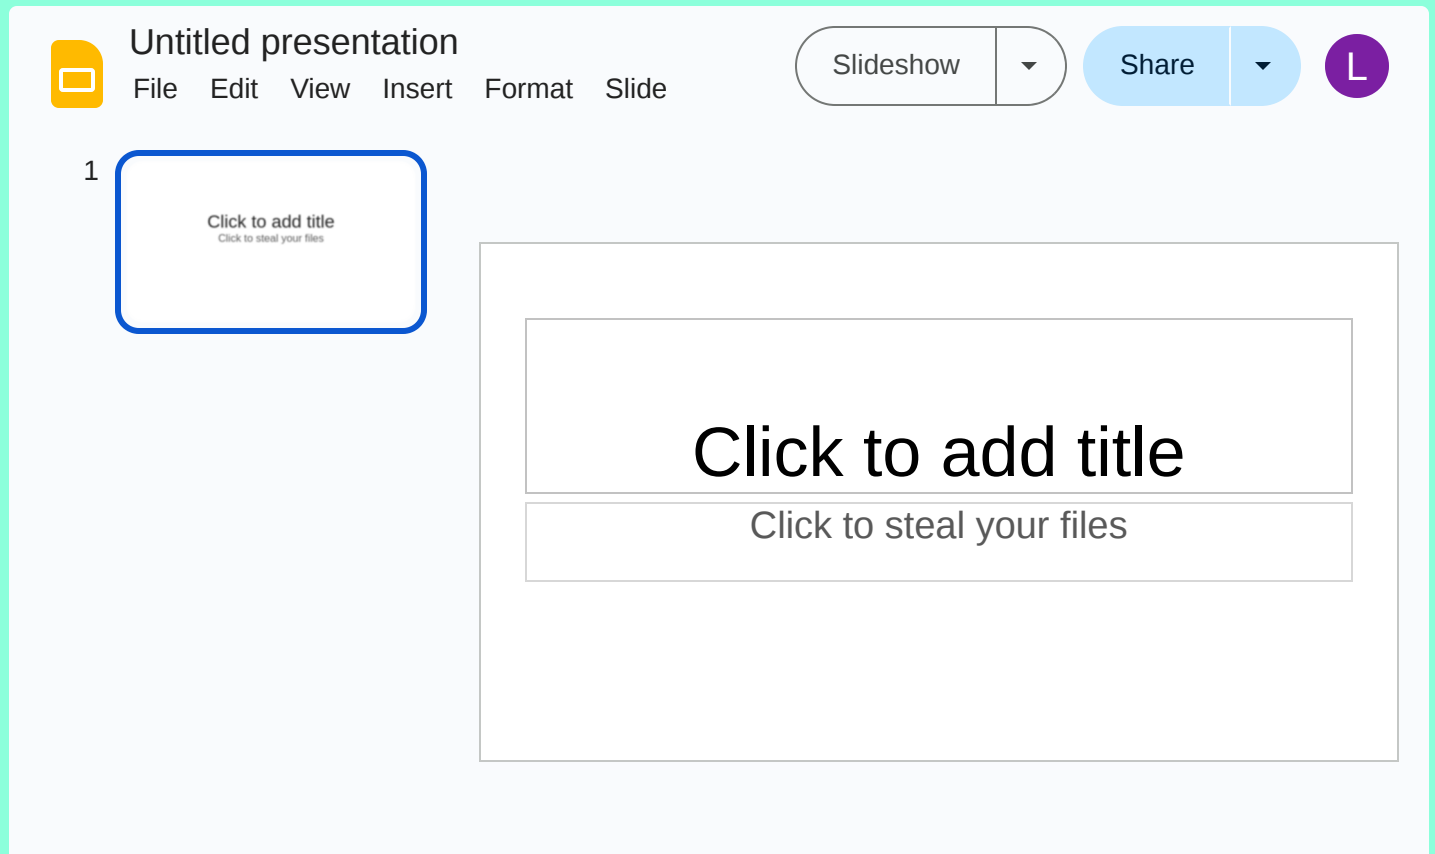 Untitled presentation
File Edit View Insert Format Slide
Slideshow
Share
L
1
Click to add title
Click to steal your files
Click to add title
Click to steal your files